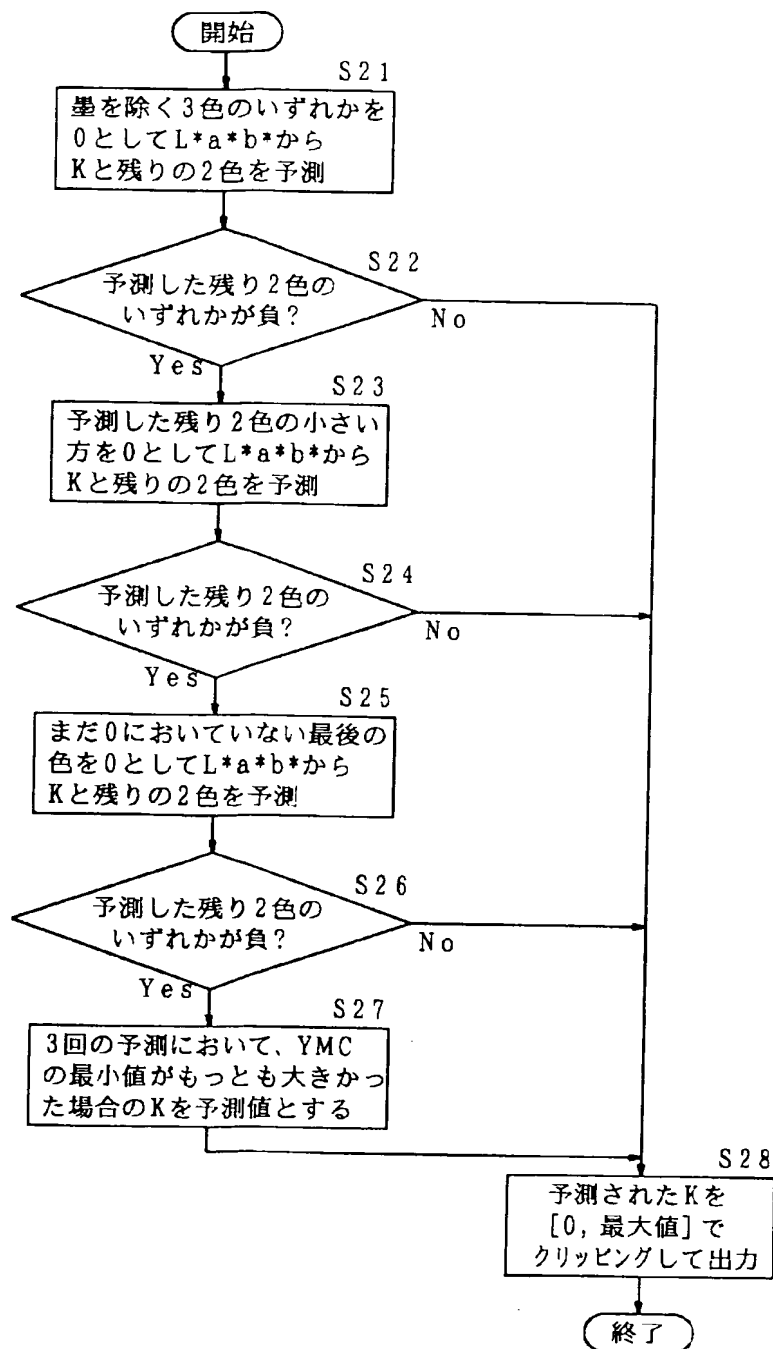 開始
S21
墨を除く3色のいずれかを
0としてL*a*b*から
Kと残りの2色を予測
S22
予測した残り2色の
いずれかが負?
No
Yes
S23
予測した残り2色の小さい
方を0としてL*a*b*から
Kと残りの2色を予測
S24
予測した残り2色の
いずれかが負?
No
Yes
S25
まだ0においていない最後の
色を0としてL*a*b*から
Kと残りの2色を予測
S26
予測した残り2色の
いずれかが負?
No
Yes
S27
3回の予測において、YMC
の最小値がもっとも大きかっ
た場合のKを予測値とする
S28
予測されたKを
[0, 最大値]で
クリッピングして出力
終了